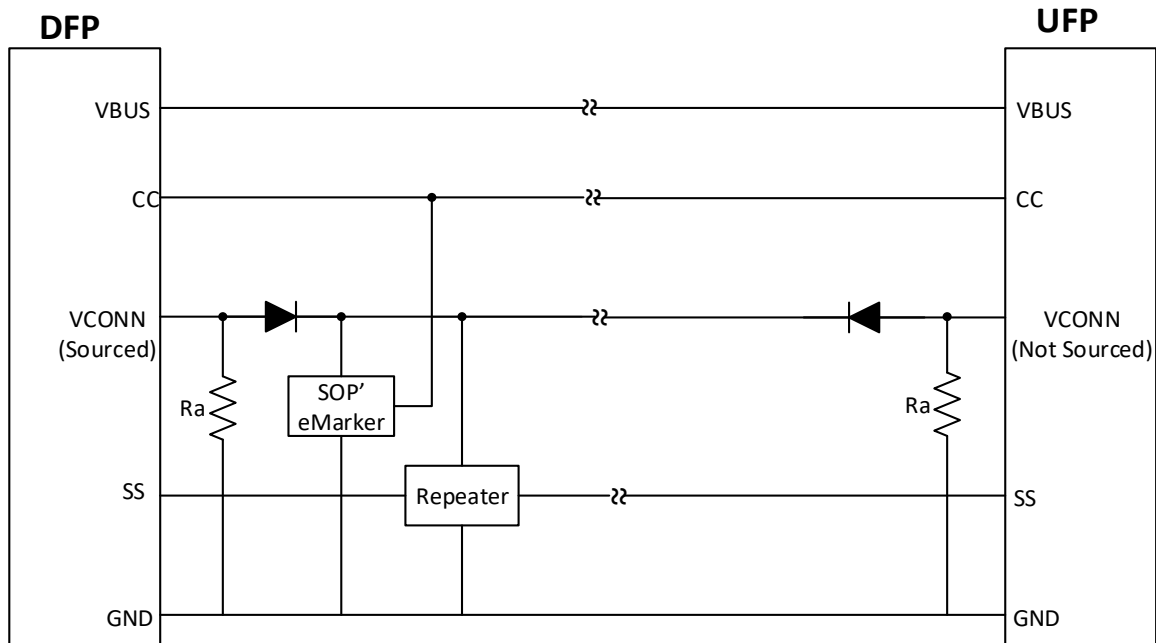 DFP
UFP
VBUS
VBUS
CC
CC
VCONN
(Sourced)
VCONN
(Not Sourced)
Ra
SOP’
eMarker
Ra
SS
Repeater
SS
GND
GND